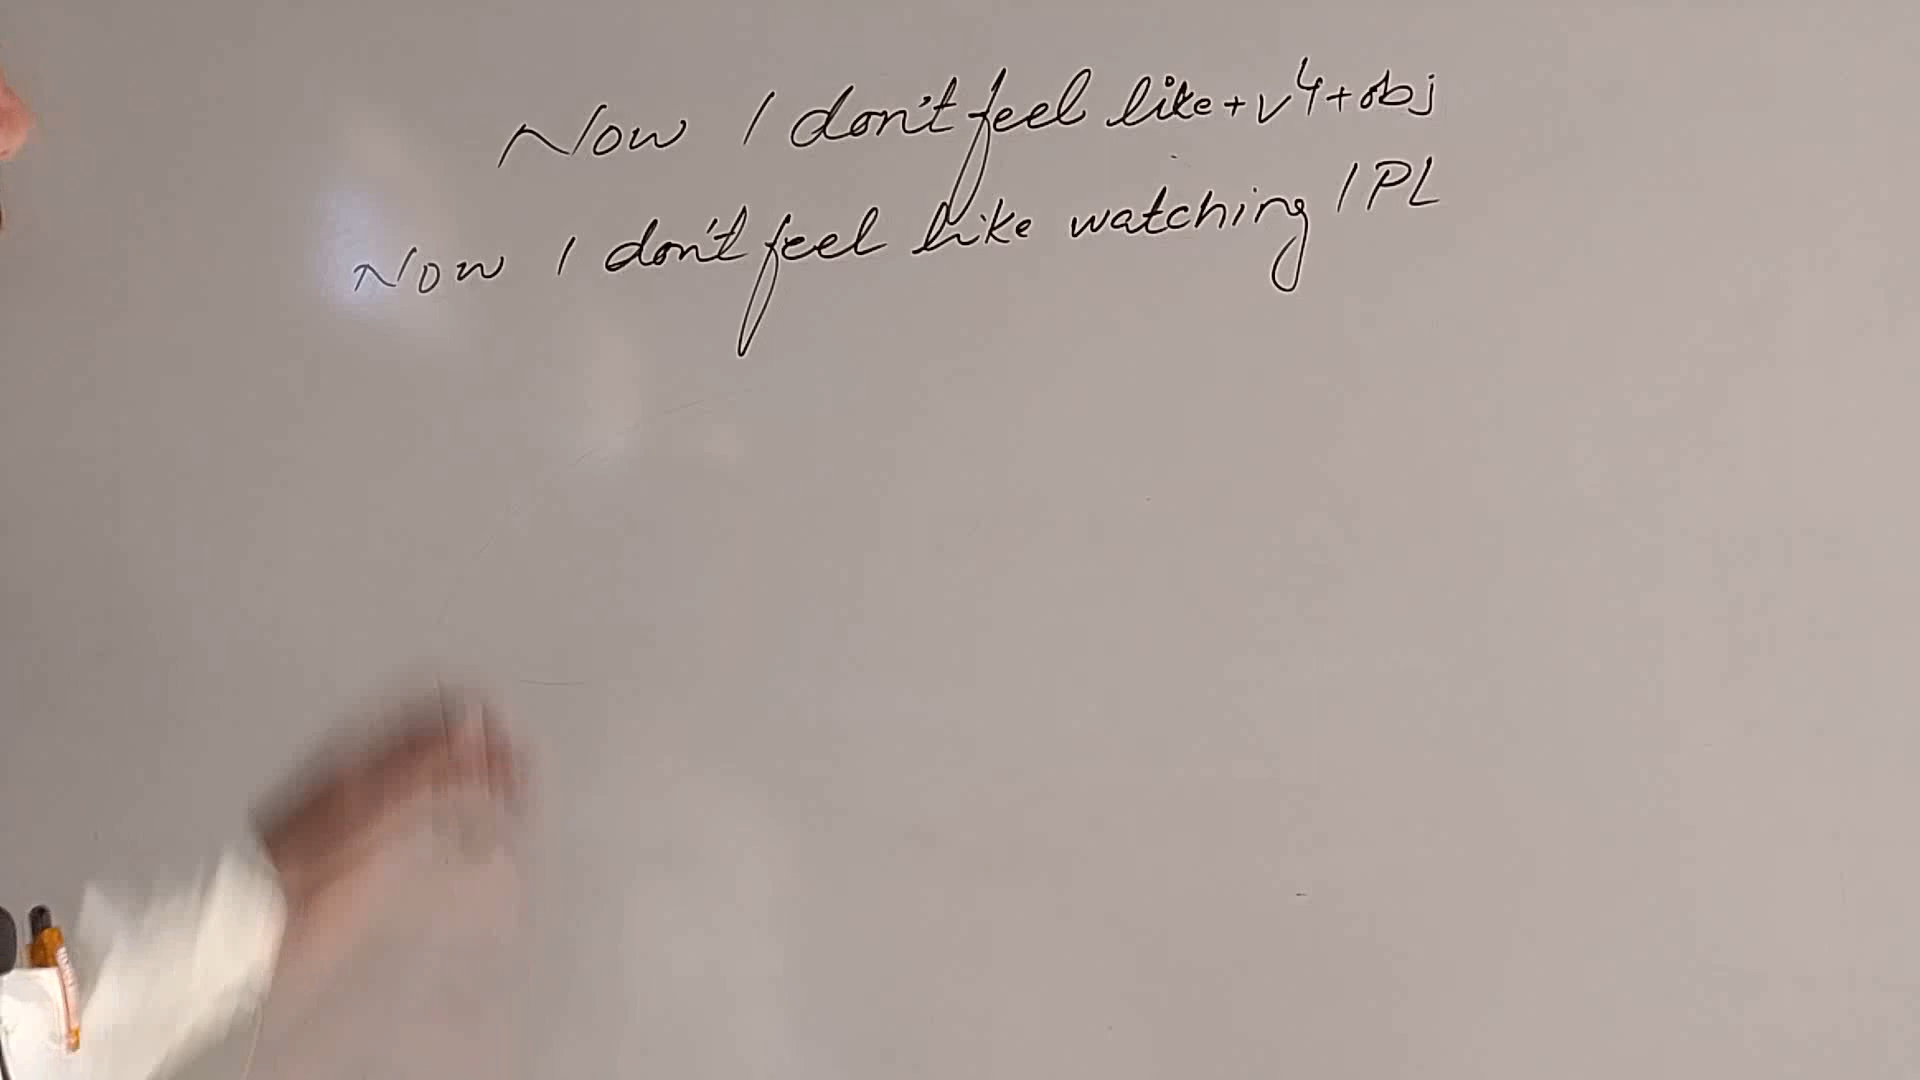 Now I don't feel like + v⁴ + obj
Now I don't feel like watching IPL